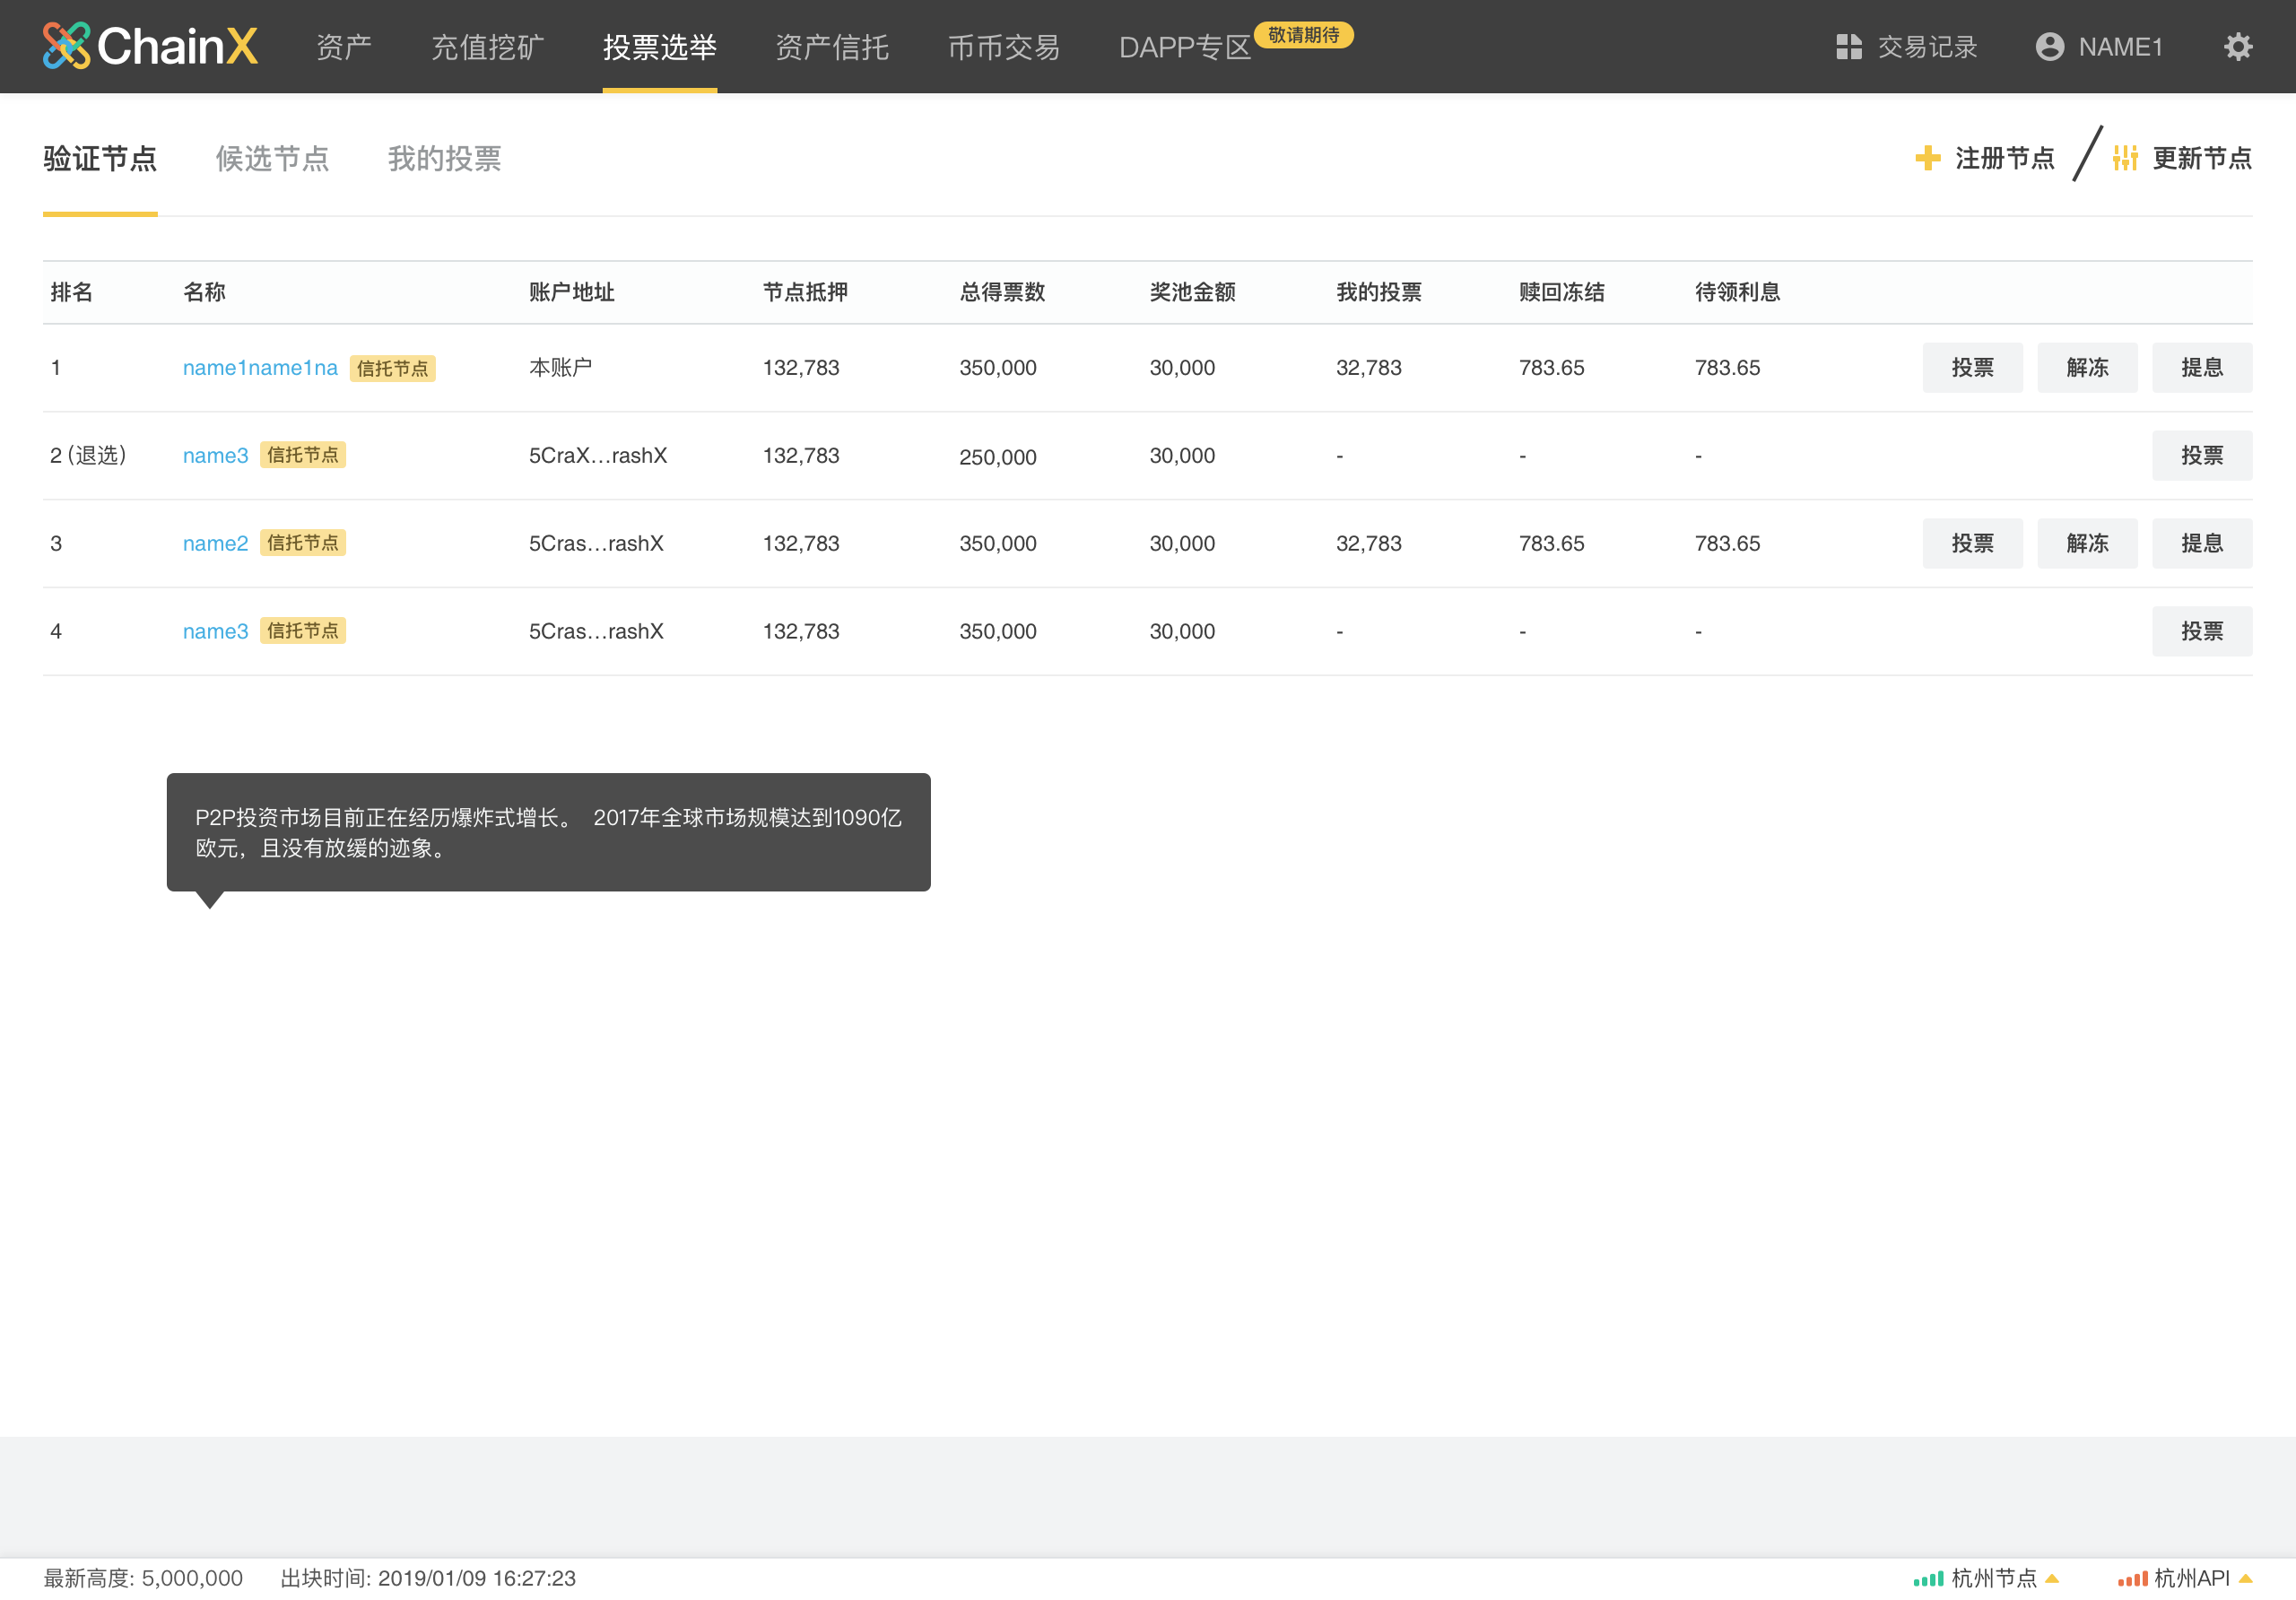 ChainX 资产 充值挖矿 投票选举 资产信托 币币交易 DAPP专区 敬请期待 交易记录 NAME1
验证节点 候选节点 我的投票 注册节点 更新节点
排名 名称 账户地址 节点抵押 总得票数 奖池金额 我的投票 赎回冻结 待领利息
1 name1name1na 信托节点 本账户 132,783 350,000 30,000 32,783 783.65 783.65 投票 解冻 提息
2 (退选) name3 信托节点 5CraX...rashX 132,783 250,000 30,000 - - - 投票
3 name2 信托节点 5Cras...rashX 132,783 350,000 30,000 32,783 783.65 783.65 投票 解冻 提息
4 name3 信托节点 5Cras...rashX 132,783 350,000 30,000 - - - 投票
P2P投资市场目前正在经历爆炸式增长。 2017年全球市场规模达到1090亿
欧元，且没有放缓的迹象。
最新高度: 5,000,000 出块时间: 2019/01/09 16:27:23 杭州节点 杭州API